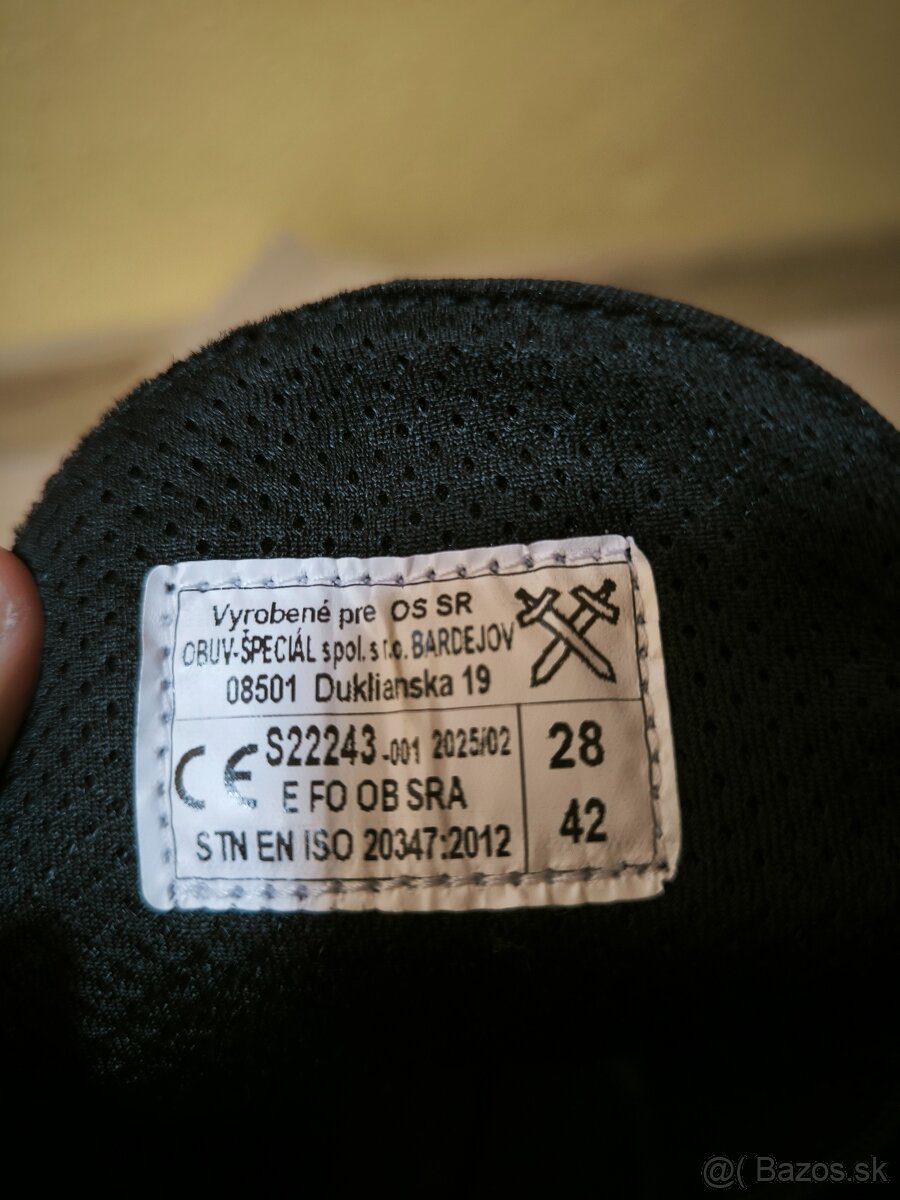 Vyrobené pre OS SR
OBUV-ŠPECIÁL spol. s r.o. BARDEJOV
08501 Duklianska 19
CE S22243-001 2025/02
E FO OB SRA
STN EN ISO 20347:2012
28
42
@( Bazos.sk